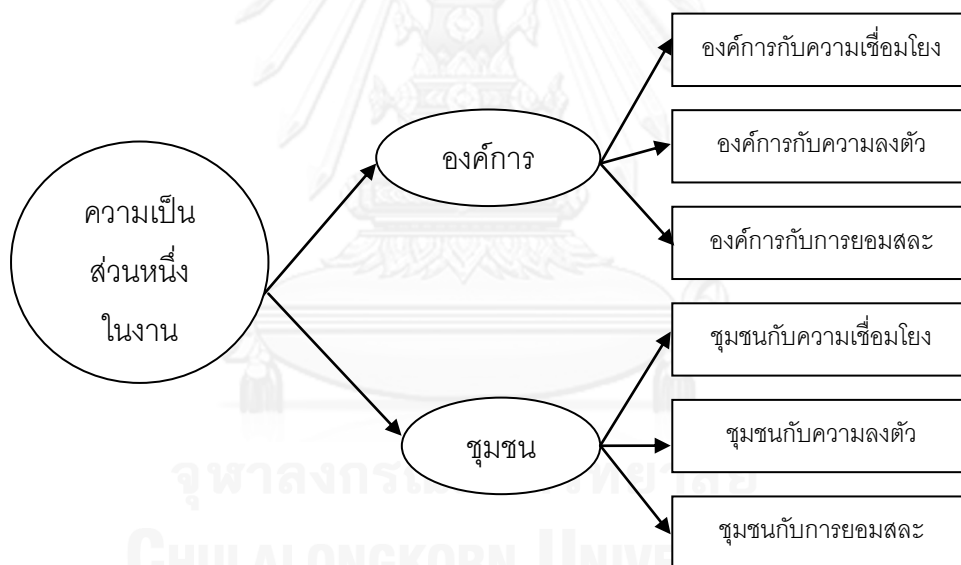 ความเป็น
ส่วนหนึ่ง
ในงาน
องค์การ
องค์การกับความเชื่อมโยง
องค์การกับความลงตัว
องค์การกับการยอมสละ
ชุมชน
ชุมชนกับความเชื่อมโยง
ชุมชนกับความลงตัว
ชุมชนกับการยอมสละ